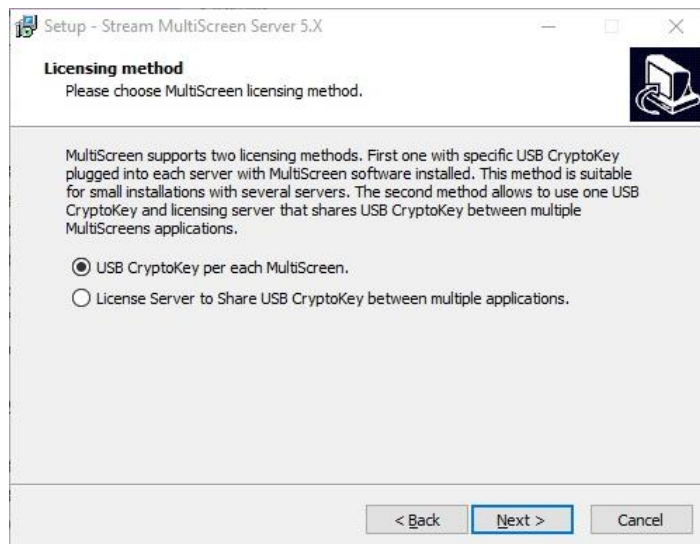 Setup - Stream MultiScreen Server 5.X
Licensing method
Please choose MultiScreen licensing method.
MultiScreen supports two licensing methods. First one with specific USB CryptoKey
plugged into each server with MultiScreen software installed. This method is suitable
for small installations with several servers. The second method allows to use one USB
CryptoKey and licensing server that shares USB CryptoKey between multiple
MultiScreens applications.
USB CryptoKey per each MultiScreen.
License Server to Share USB CryptoKey between multiple applications.
< Back Next > Cancel